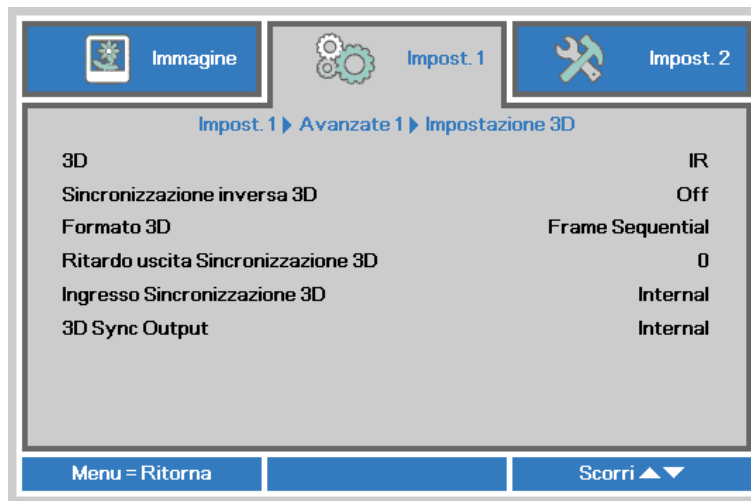 Immagine
Impost. 1
Impost. 2
Impost. 1 Avanzate 1 Impostazione 3D
3D IR
Sincronizzazione inversa 3D Off
Formato 3D Frame Sequential
Ritardo uscita Sincronizzazione 3D 0
Ingresso Sincronizzazione 3D Internal
3D Sync Output Internal
Menu = Ritorna Scorri